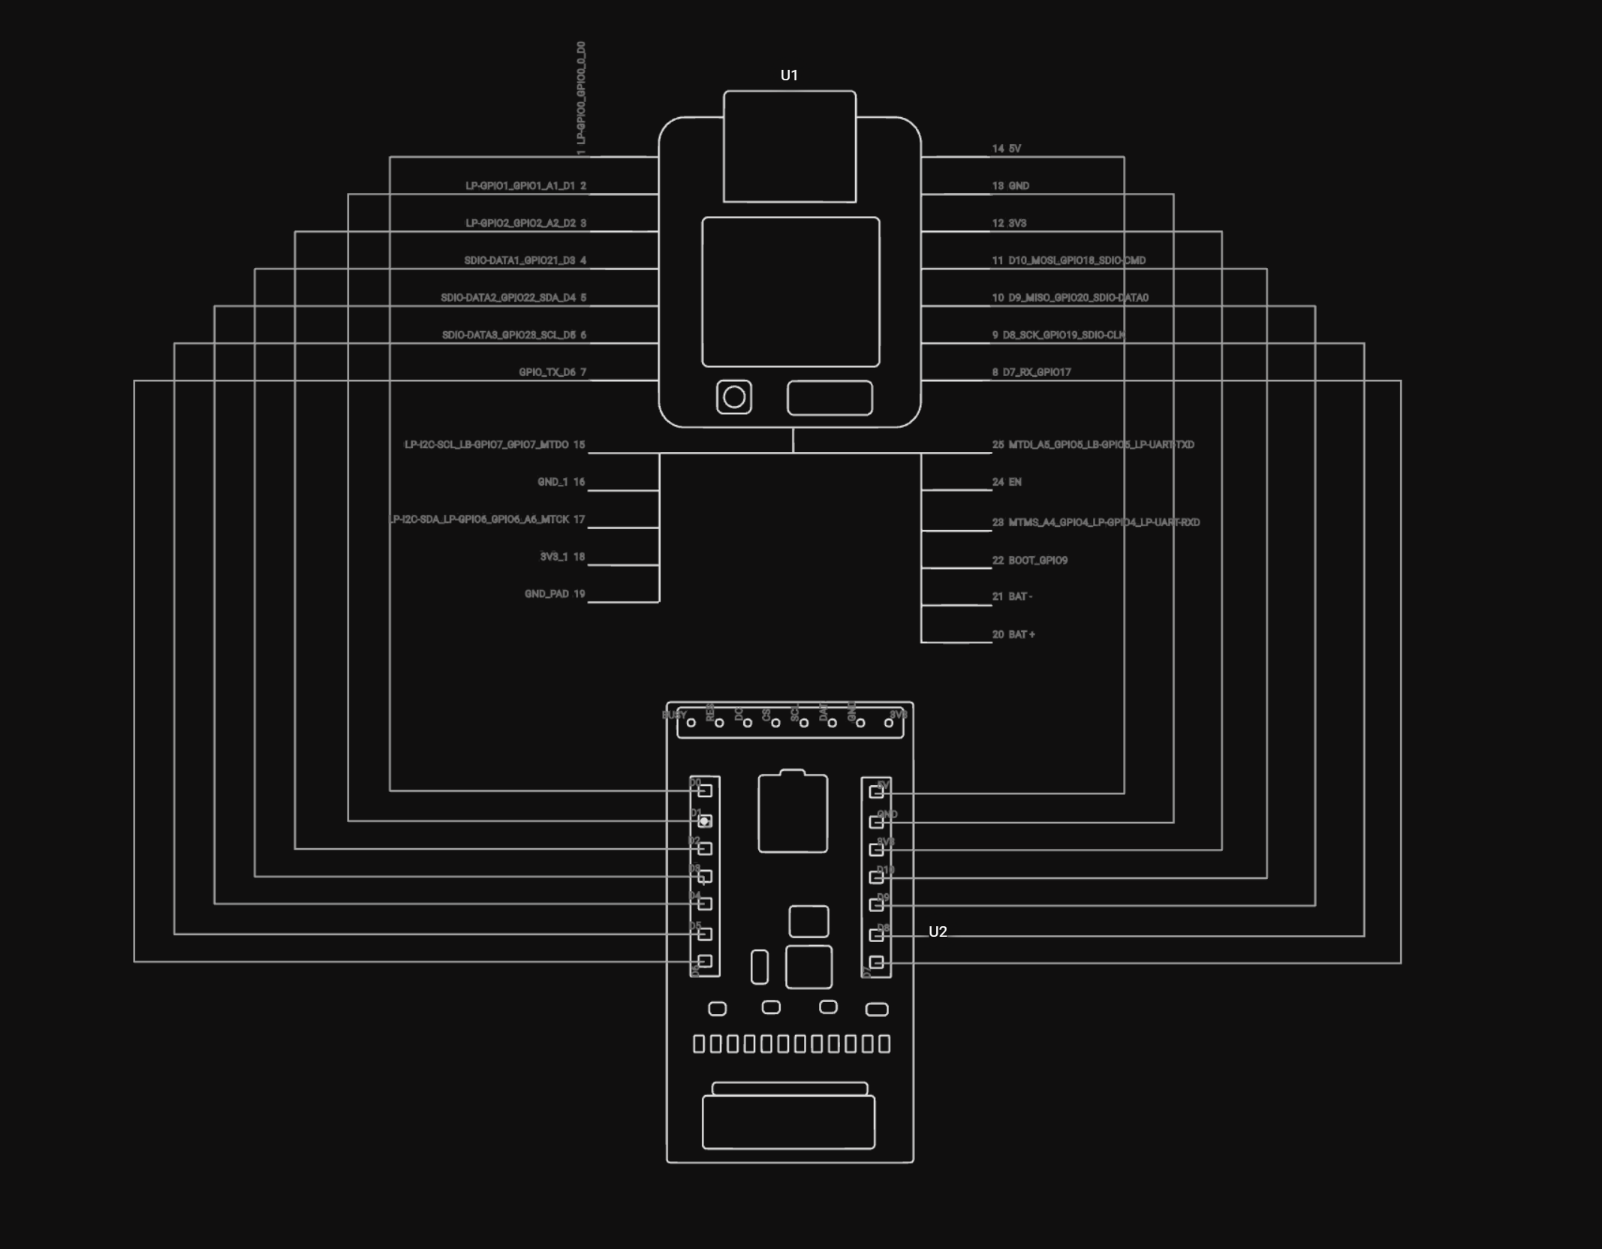 U1
1 LP-GPIO0_GPIO0_0_D0
LP-GPIO1_GPIO1_A1_D1 2
LP-GPIO2_GPIO2_A2_D2 3
SDIO-DATA1_GPIO21_D3 4
SDIO-DATA2_GPIO22_SDA_D4 5
SDIO-DATA3_GPIO23_SCL_D5 6
GPIO_TX_D6 7
14 5V
13 GND
12 3V3
11 D10_MOSI_GPIO18_SDIO-CMD
10 D9_MISO_GPIO20_SDIO-DATA0
9 D8_SCK_GPIO19_SDIO-CLK
8 D7_RX_GPIO17
LP-I2C-SCL_LB-GPIO7_GPIO7_MTDO 15
GND_1 16
LP-I2C-SDA_LP-GPIO6_GPIO6_A6_MTCK 17
3V3_1 18
GND_PAD 19
25 MTDI_A5_GPIO5_LB-GPIO5_LP-UART-TXD
24 EN
23 MTMS_A4_GPIO4_LP-GPIO4_LP-UART-RXD
22 BOOT_GPIO9
21 BAT-
20 BAT+
BUSY
RES
DC
CS
SCL
DAT
GND
3V3
D0
D1
D2
D3
D4
D5
D6
5V
GND
3V3
D10
D9
D8
D7
U2